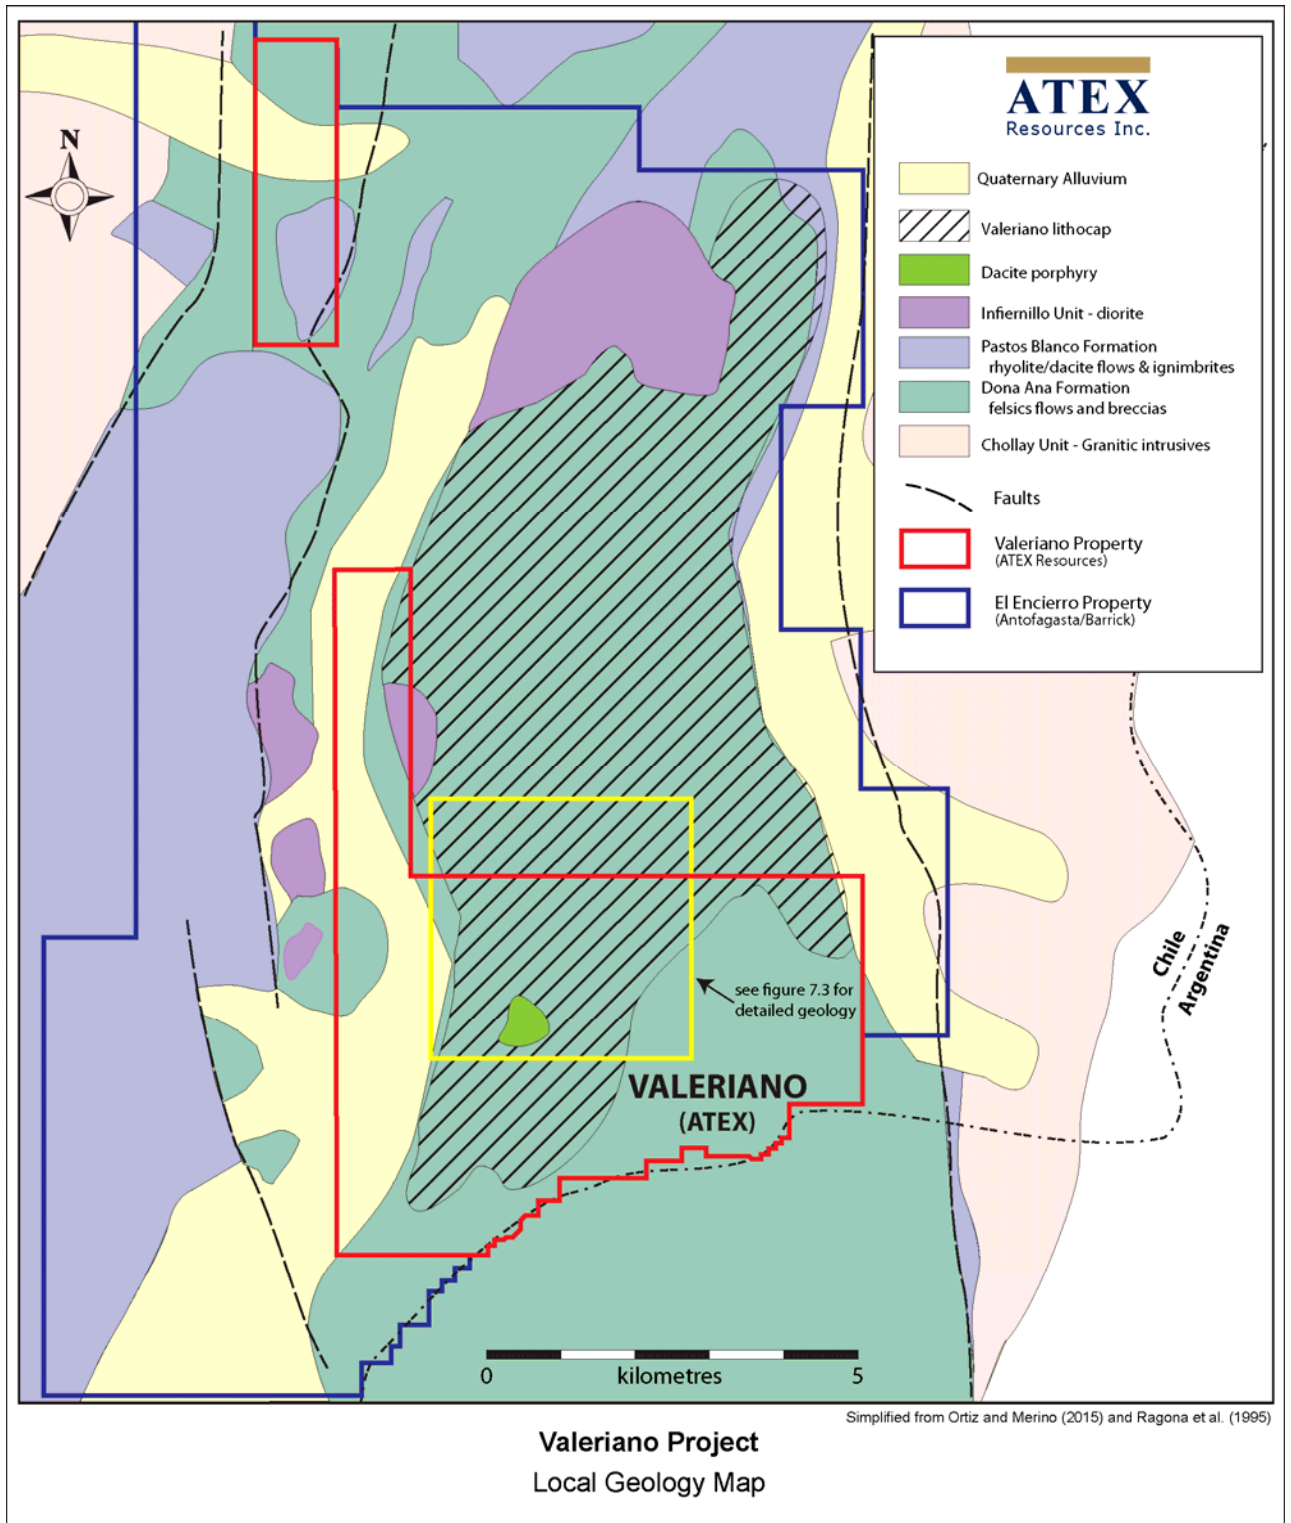 ATEX
Resources Inc.
N
Quaternary Alluvium
Valeriano lithocap
Dacite porphyry
Infiernillo Unit - diorite
Pastos Blanco Formation
rhyolite/dacite flows & ignimbrites
Dona Ana Formation
felsics flows and breccias
Chollay Unit - Granitic intrusives
Faults
Valeriano Property
(ATEX Resources)
El Encierro Property
(Antofagasta/Barrick)
Chile
Argentina
see figure 7.3 for
detailed geology
VALERIANO
(ATEX)
0 kilometres 5
Simplified from Ortiz and Merino (2015) and Ragona et al. (1995)
Valeriano Project
Local Geology Map